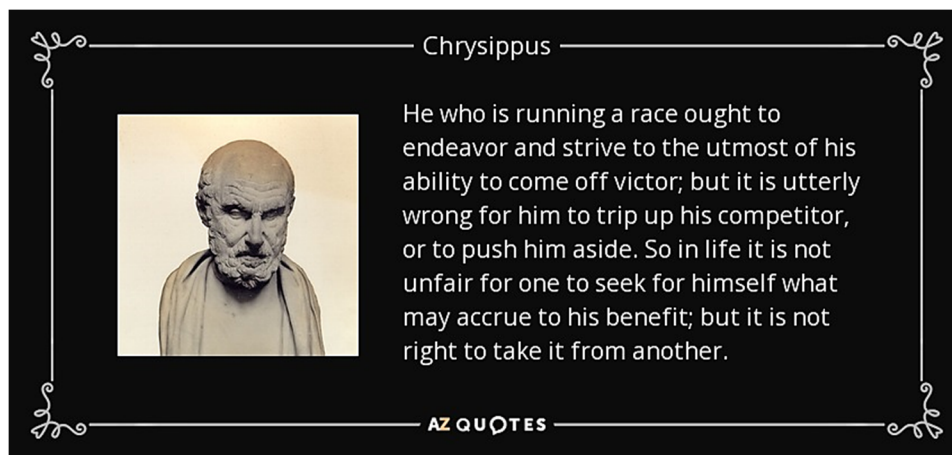 Chrysippus
He who is running a race ought to
endeavor and strive to the utmost of his
ability to come off victor; but it is utterly
wrong for him to trip up his competitor,
or to push him aside. So in life it is not
unfair for one to seek for himself what
may accrue to his benefit; but it is not
right to take it from another.
AZ QUOTES